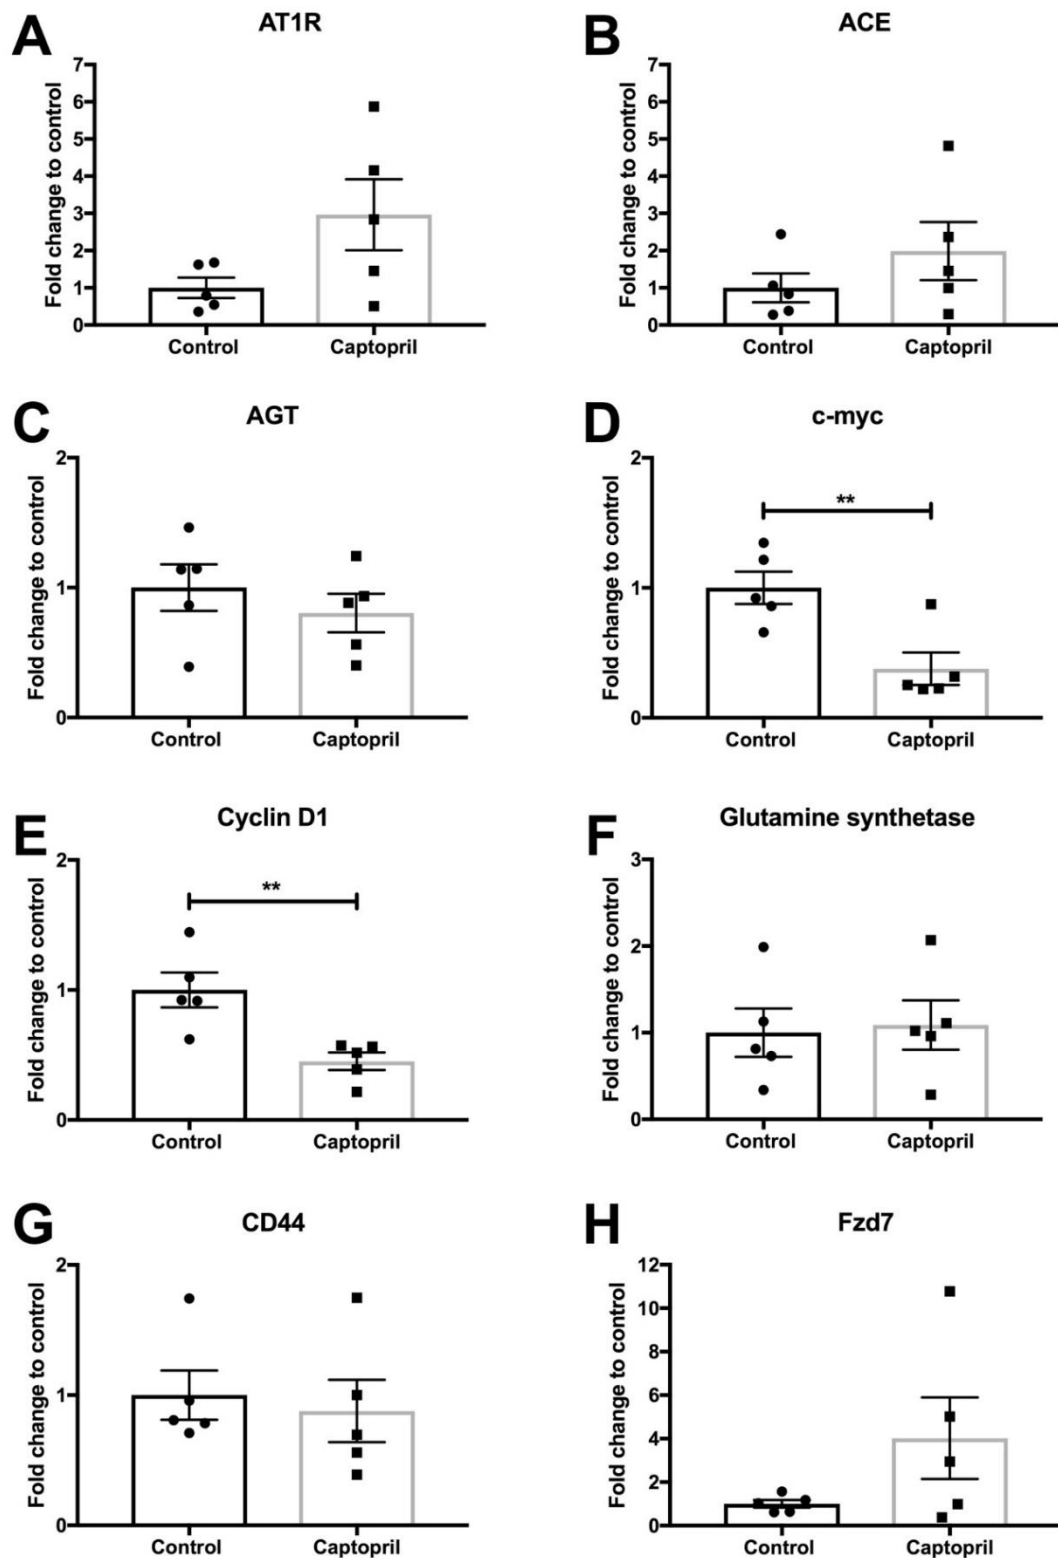 A
AT1R
Fold change to control
7
6
5
4
3
2
1
0
Control Captopril
B
ACE
Fold change to control
7
6
5
4
3
2
1
0
Control Captopril
C
AGT
Fold change to control
2
1
0
Control Captopril
D
c-myc
Fold change to control
2
1
0
**
Control Captopril
E
Cyclin D1
Fold change to control
2
1
0
**
Control Captopril
F
Glutamine synthetase
Fold change to control
3
2
1
0
Control Captopril
G
CD44
Fold change to control
2
1
0
Control Captopril
H
Fzd7
Fold change to control
12
10
8
6
4
2
0
Control Captopril